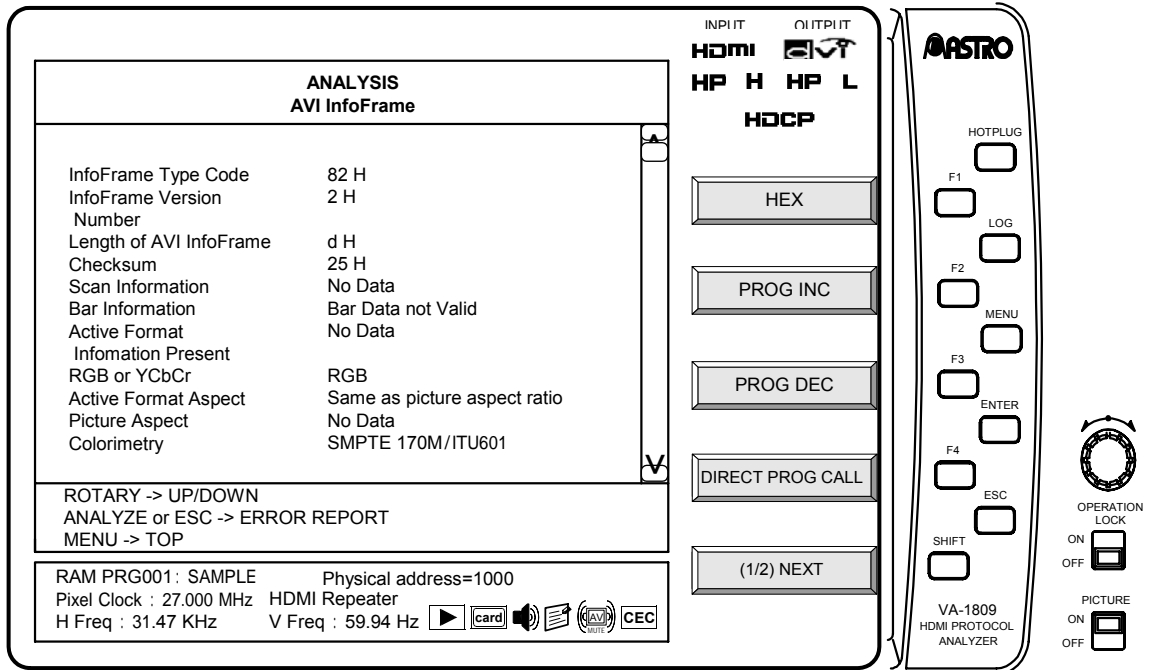 INPUT OUTPUT
HDMI dvi
HP H HP L
HDCP
ANALYSIS
AVI InfoFrame
InfoFrame Type Code 82 H
InfoFrame Version 2 H
Number
Length of AVI InfoFrame d H
Checksum 25 H
Scan Information No Data
Bar Information Bar Data not Valid
Active Format No Data
Infomation Present
RGB or YCbCr RGB
Active Format Aspect Same as picture aspect ratio
Picture Aspect No Data
Colorimetry SMPTE 170M/ITU601
ROTARY -> UP/DOWN
ANALYZE or ESC -> ERROR REPORT
MENU -> TOP
RAM PRG001: SAMPLE Physical address=1000
Pixel Clock : 27.000 MHz HDMI Repeater
H Freq : 31.47 KHz V Freq : 59.94 Hz card AV MUTE CEC
HEX
PROG INC
PROG DEC
DIRECT PROG CALL
(1/2) NEXT
ASTRO
HOTPLUG
F1
LOG
F2
MENU
F3
ENTER
F4
ESC
SHIFT
VA-1809
HDMI PROTOCOL
ANALYZER
OPERATION
LOCK
ON
OFF
PICTURE
ON
OFF